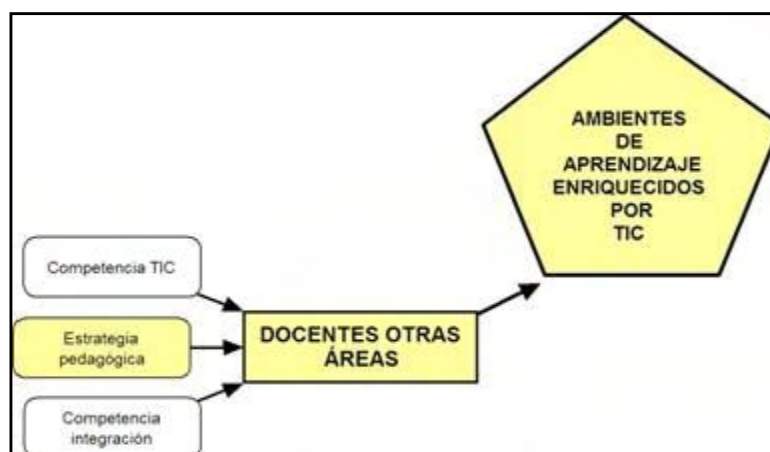 AMBIENTES
DE
APRENDIZAJE
ENRIQUECIDOS
POR
TIC
Competencia TIC
Estrategia
pedagógica
DOCENTES OTRAS
ÁREAS
Competencia
integración